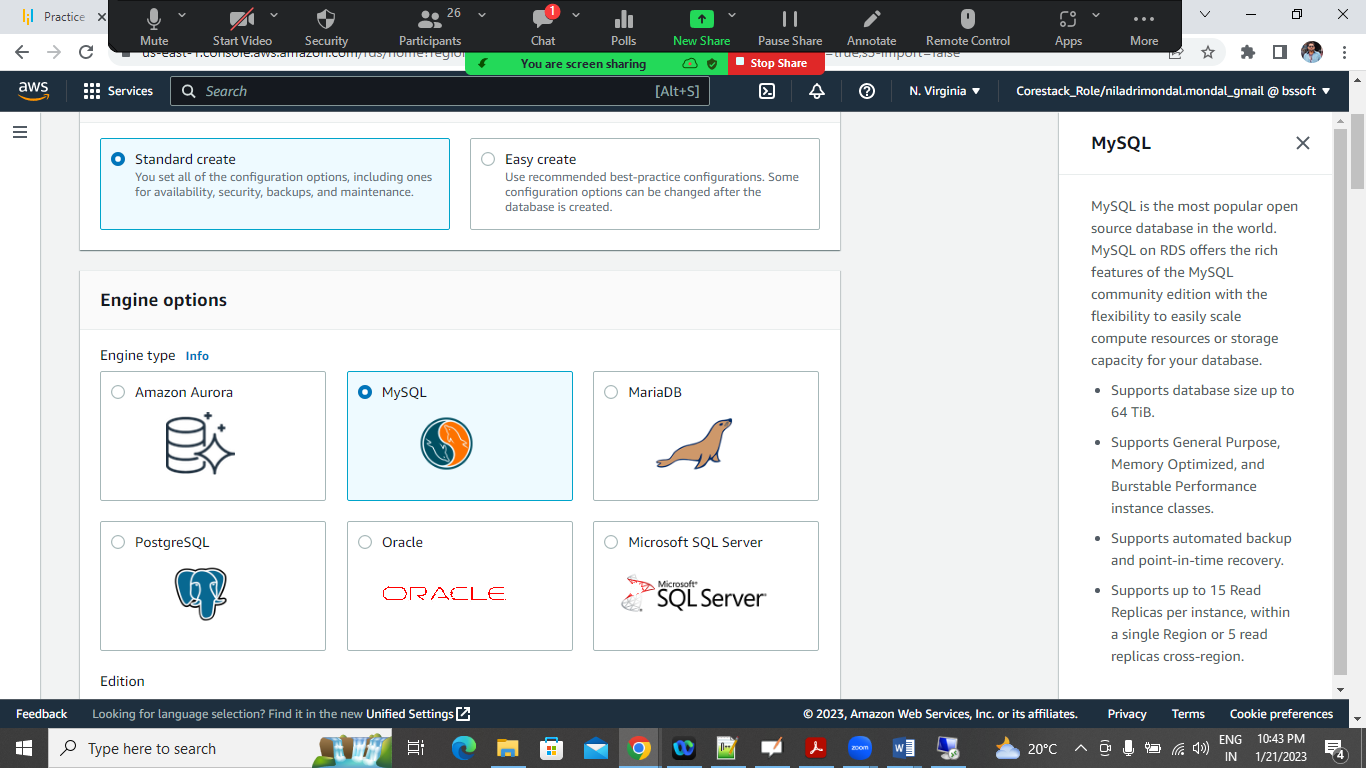 Practice
Mute
Start Video
Security
Participants
26
Chat
1
Polls
New Share
Pause Share
Annotate
Remote Control
Apps
More
You are screen sharing
Stop Share
aws
Services
Search
[Alt+S]
N. Virginia
Corestack_Role/niladrimondal.mondal_gmail @ bssoft
Standard create
You set all of the configuration options, including ones
for availability, security, backups, and maintenance.
Easy create
Use recommended best-practice configurations. Some
configuration options can be changed after the
database is created.
Engine options
Engine type Info
Amazon Aurora
MySQL
MariaDB
PostgreSQL
Oracle
ORACLE
Microsoft SQL Server
Microsoft®
SQL Server
Edition
MySQL
MySQL is the most popular open
source database in the world.
MySQL on RDS offers the rich
features of the MySQL
community edition with the
flexibility to easily scale
compute resources or storage
capacity for your database.
• Supports database size up to
64 TiB.
• Supports General Purpose,
Memory Optimized, and
Burstable Performance
instance classes.
• Supports automated backup
and point-in-time recovery.
• Supports up to 15 Read
Replicas per instance, within
a single Region or 5 read
replicas cross-region.
Feedback
Looking for language selection? Find it in the new Unified Settings
© 2023, Amazon Web Services, Inc. or its affiliates.
Privacy
Terms
Cookie preferences
Type here to search
zoom
20°C
ENG
IN
10:43 PM
1/21/2023
4